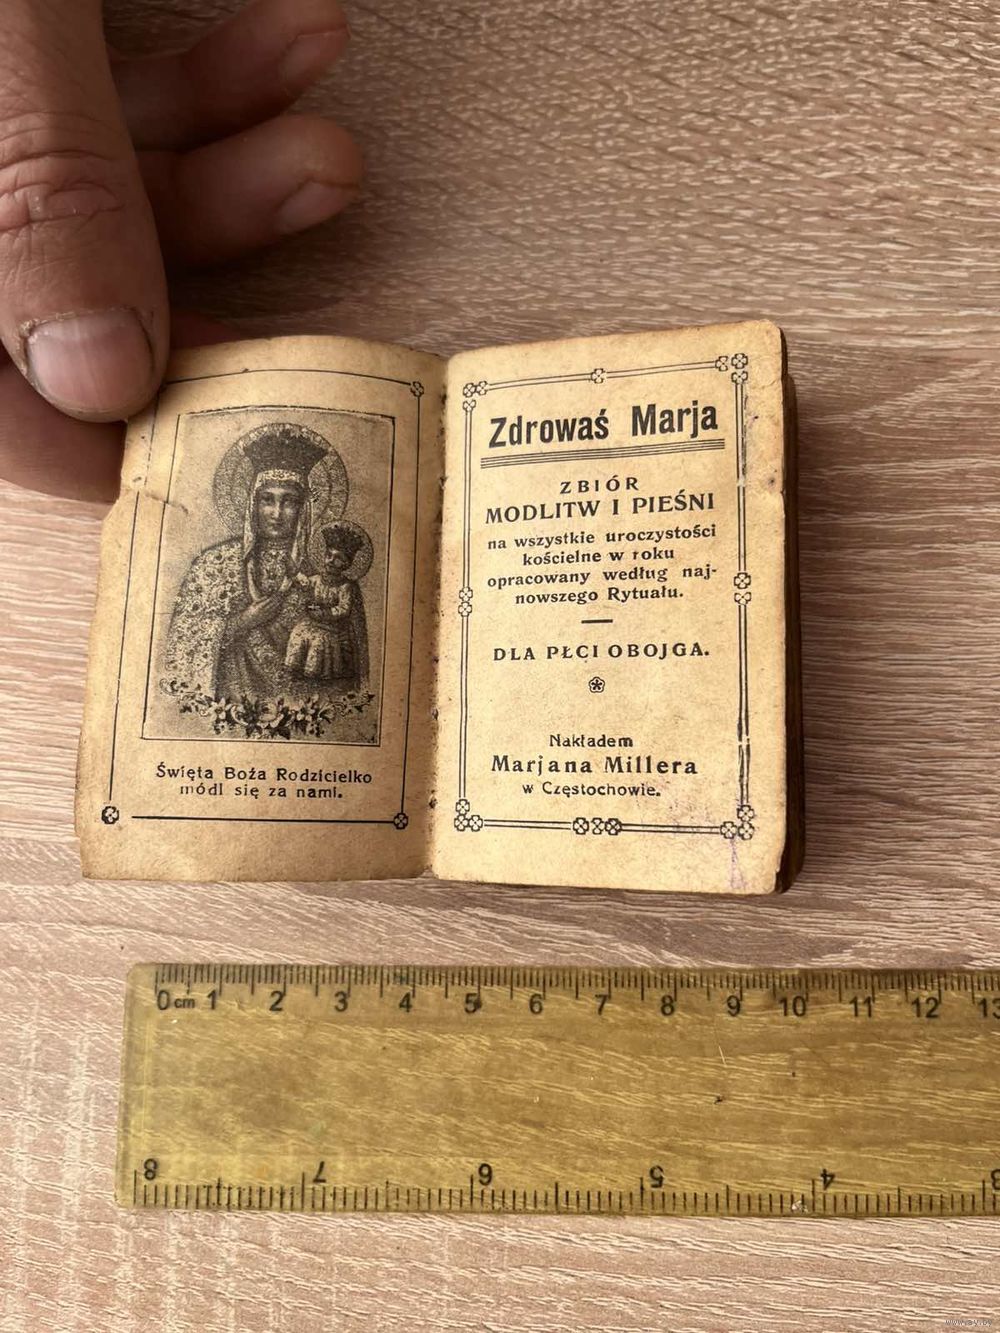 Święta Boża Rodzicielko
módl się za nami.
Zdrowaś Marja
ZBIÓR
MODLITW I PIEŚNI
na wszystkie uroczystości
kościelne w roku
opracowany według naj-
nowszego Rytuału.
DLA PŁCI OBOJGA.
Nakładem
Marjana Millera
w Częstochowie.
0 cm 1 2 3 4 5 6 7 8 9 10 11 12 13
8 7 6 5 4 3